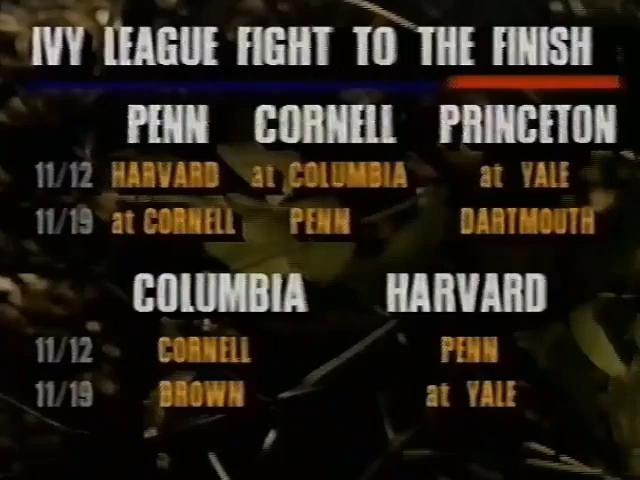 IVY LEAGUE FIGHT TO THE FINISH
PENN CORNELL PRINCETON
11/12 HARVARD at COLUMBIA at YALE
11/19 at CORNELL PENN DARTMOUTH
COLUMBIA HARVARD
11/12 CORNELL PENN
11/19 BROWN at YALE